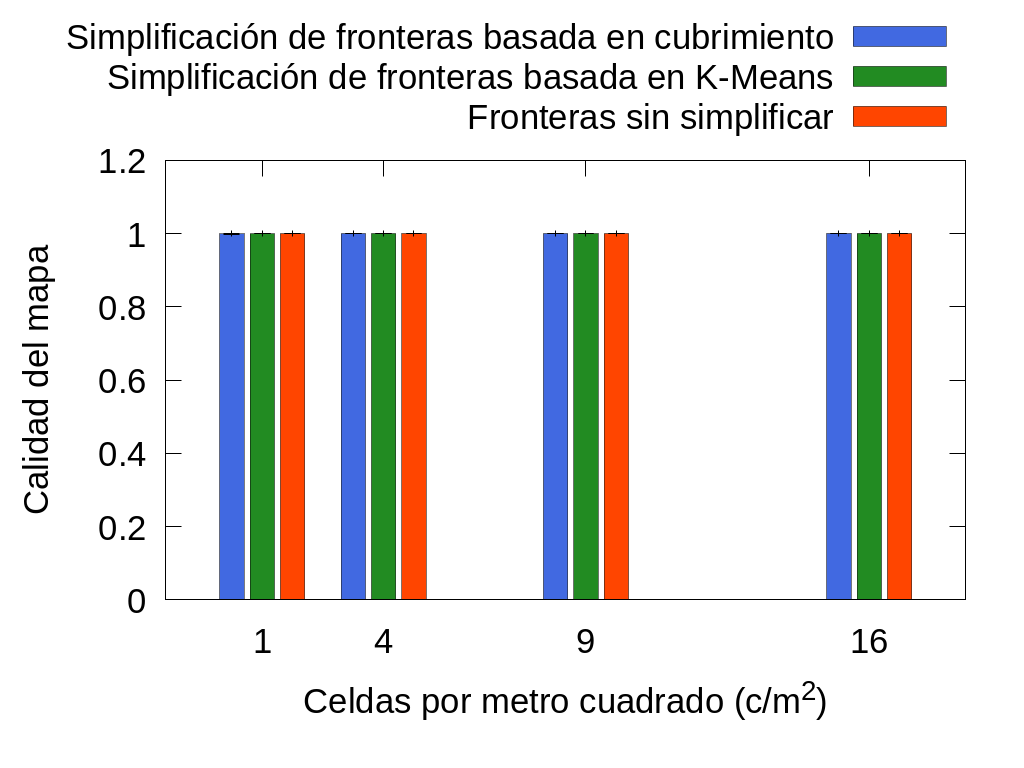 Simplificación de fronteras basada en cubrimiento
Simplificación de fronteras basada en K-Means
Fronteras sin simplificar
1.2
1
0.8
0.6
0.4
0.2
0
Calidad del mapa
1 4 9 16
Celdas por metro cuadrado (c/m²)